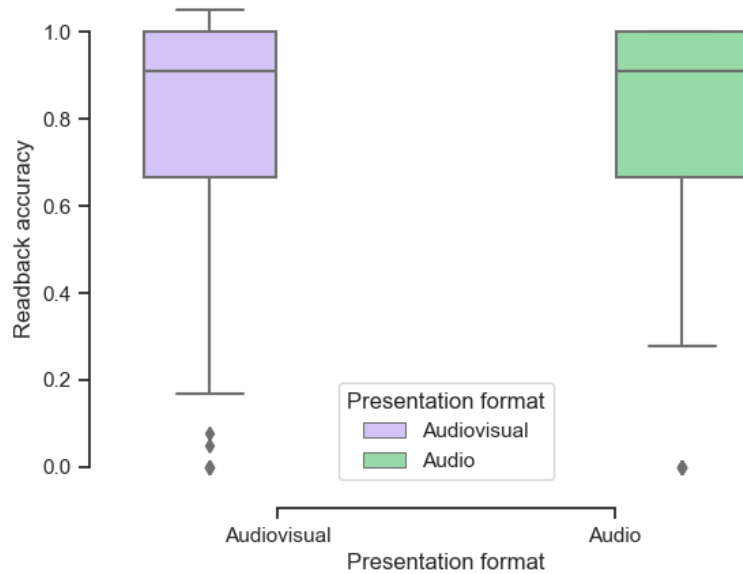 1.0
0.8
0.6
0.4
0.2
0.0
Readback accuracy
Presentation format
Audiovisual
Audio
Audiovisual Audio
Presentation format